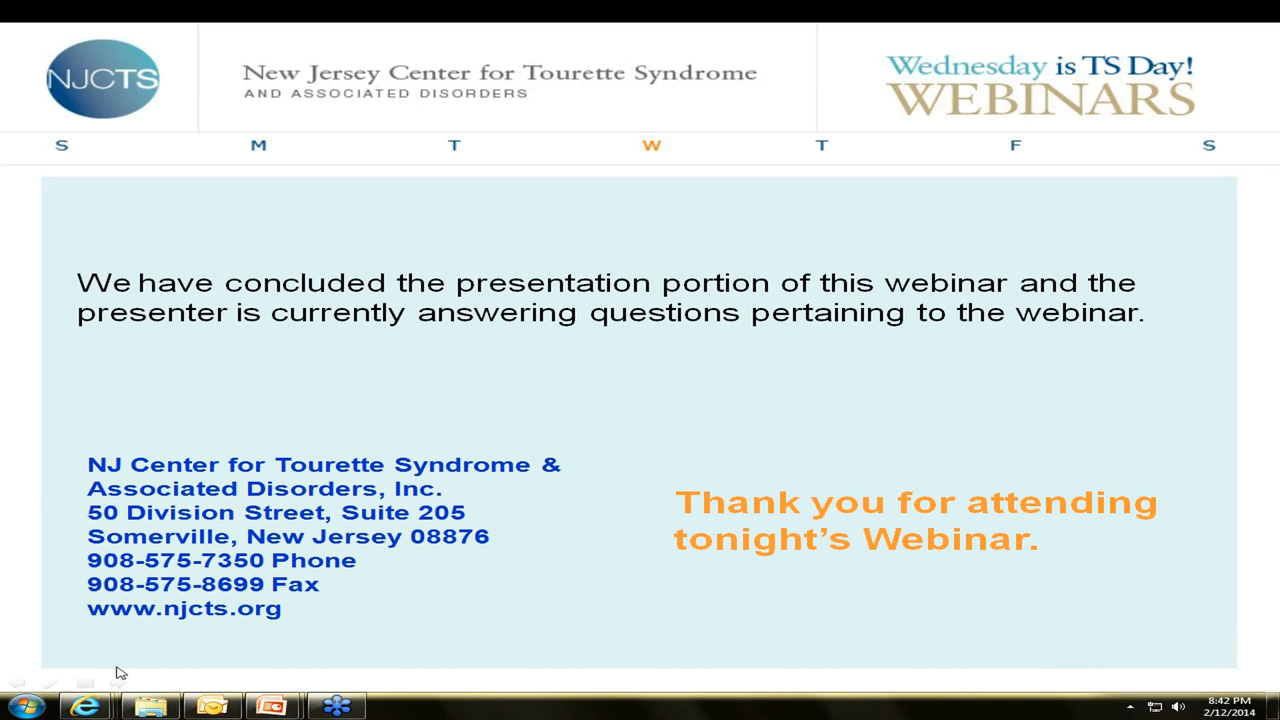 NJCTS
New Jersey Center for Tourette Syndrome
AND ASSOCIATED DISORDERS
Wednesday is TS Day!
WEBINARS
S M T W T F S
We have concluded the presentation portion of this webinar and the
presenter is currently answering questions pertaining to the webinar.
NJ Center for Tourette Syndrome &
Associated Disorders, Inc.
50 Division Street, Suite 205
Somerville, New Jersey 08876
908-575-7350 Phone
908-575-8699 Fax
www.njcts.org
Thank you for attending
tonight’s Webinar.
8:42 PM
2/12/2014